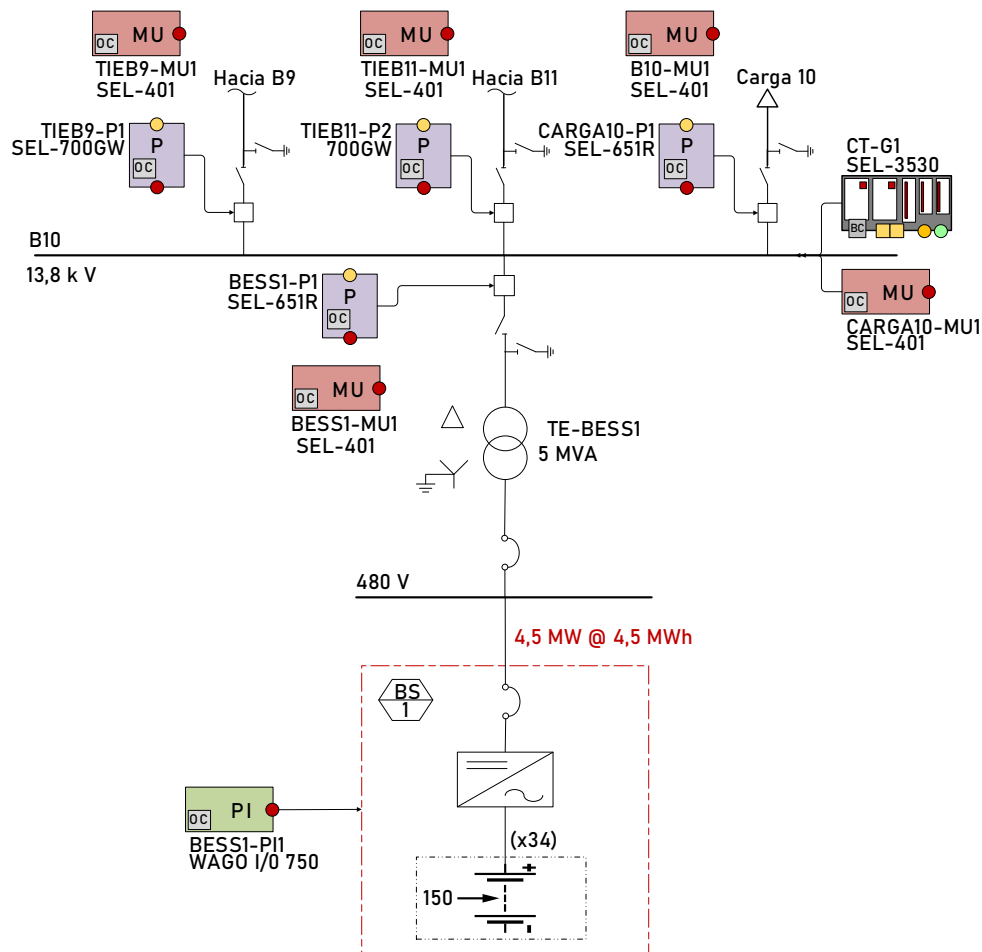 OC MU
TIEB9-MU1
SEL-401
Hacia B9
OC MU
TIEB11-MU1
SEL-401
Hacia B11
OC MU
B10-MU1
SEL-401
Carga 10
TIEB9-P1
SEL-700GW
P
OC
TIEB11-P2
700GW
P
OC
CARGA10-P1
SEL-651R
P
OC
CT-G1
SEL-3530
BC
B10
13,8 k V
BESS1-P1
SEL-651R
P
OC
OC MU
CARGA10-MU1
SEL-401
OC MU
BESS1-MU1
SEL-401
TE-BESS1
5 MVA
480 V
4,5 MW @ 4,5 MWh
BS
1
OC PI
BESS1-PI1
WAGO I/0 750
(x34)
+
150
-